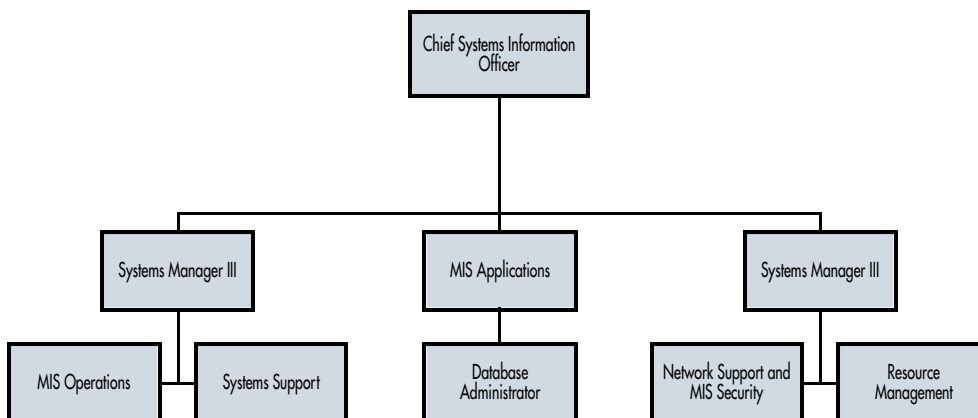 Chief Systems Information
Officer
Systems Manager III
MIS Applications
Systems Manager III
MIS Operations
Systems Support
Database
Administrator
Network Support and
MIS Security
Resource
Management